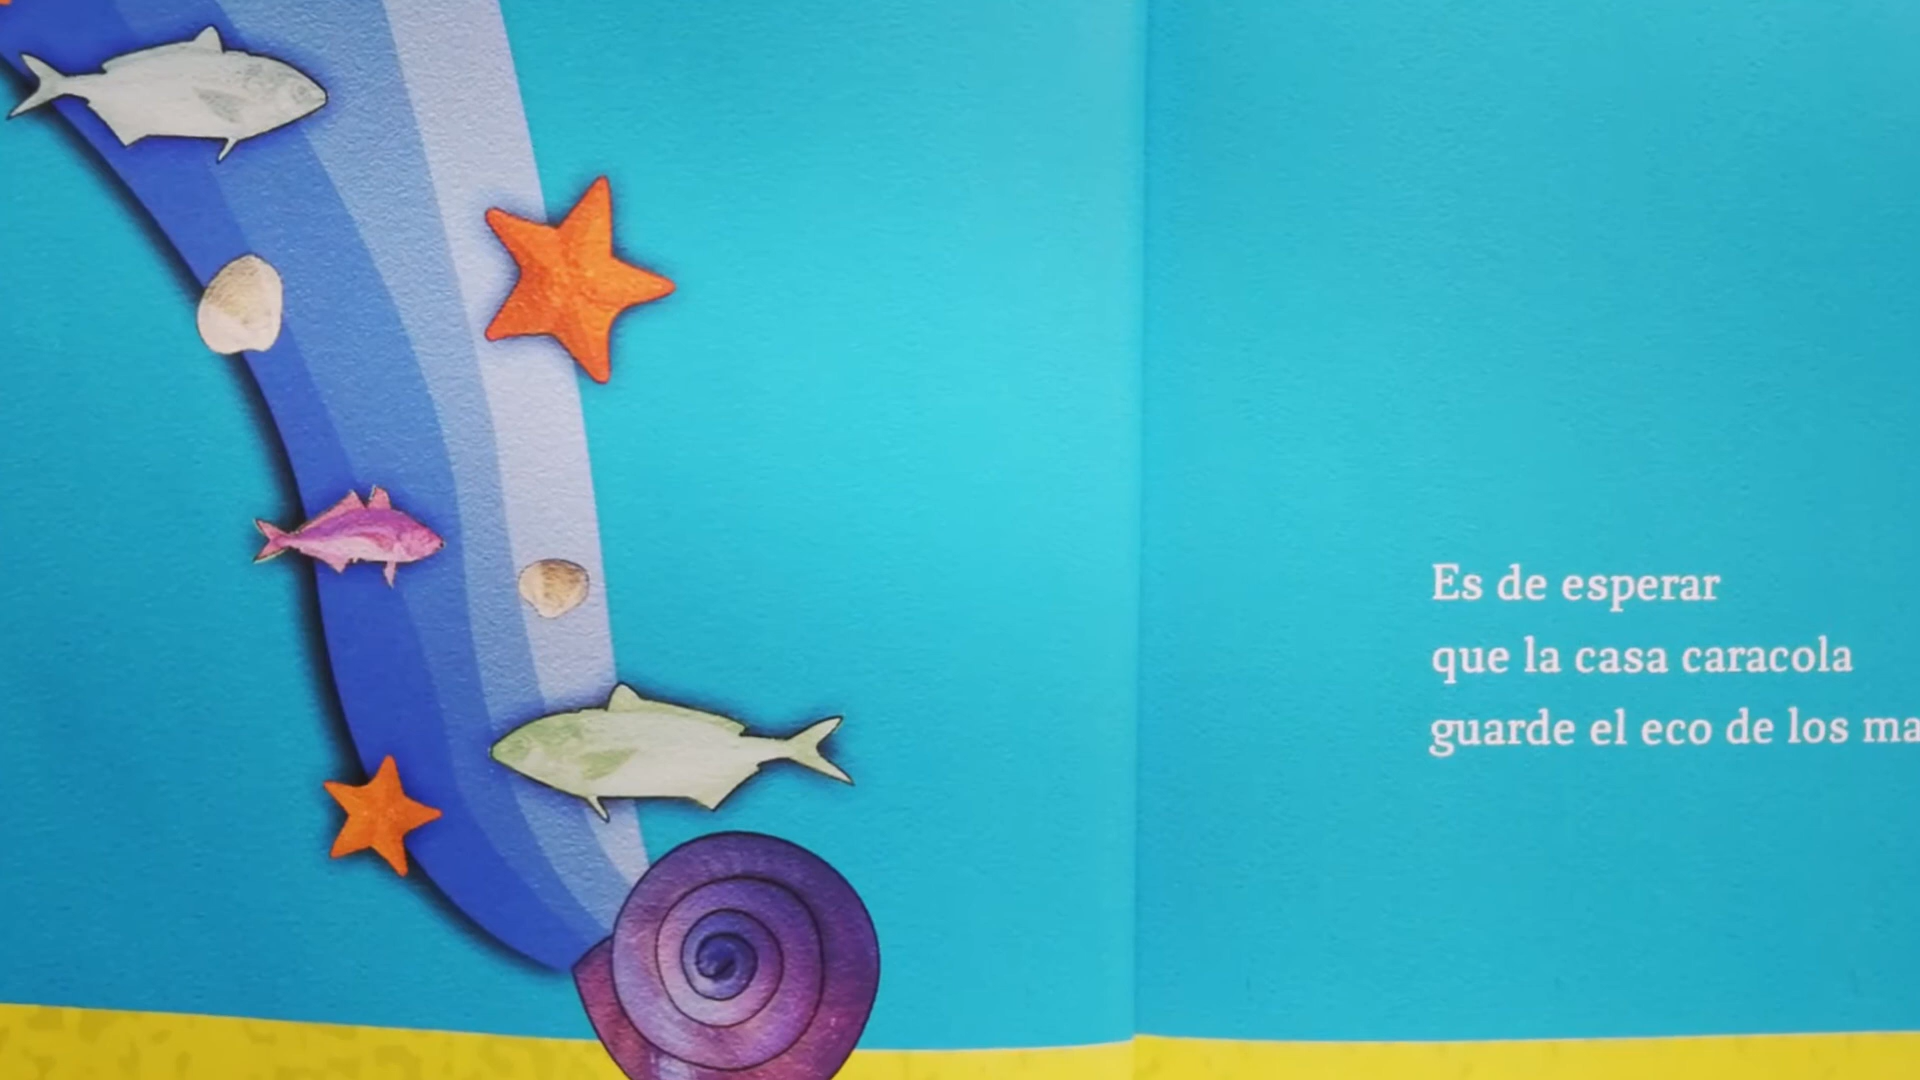 Es de esperar
que la casa caracola
guarde el eco de los